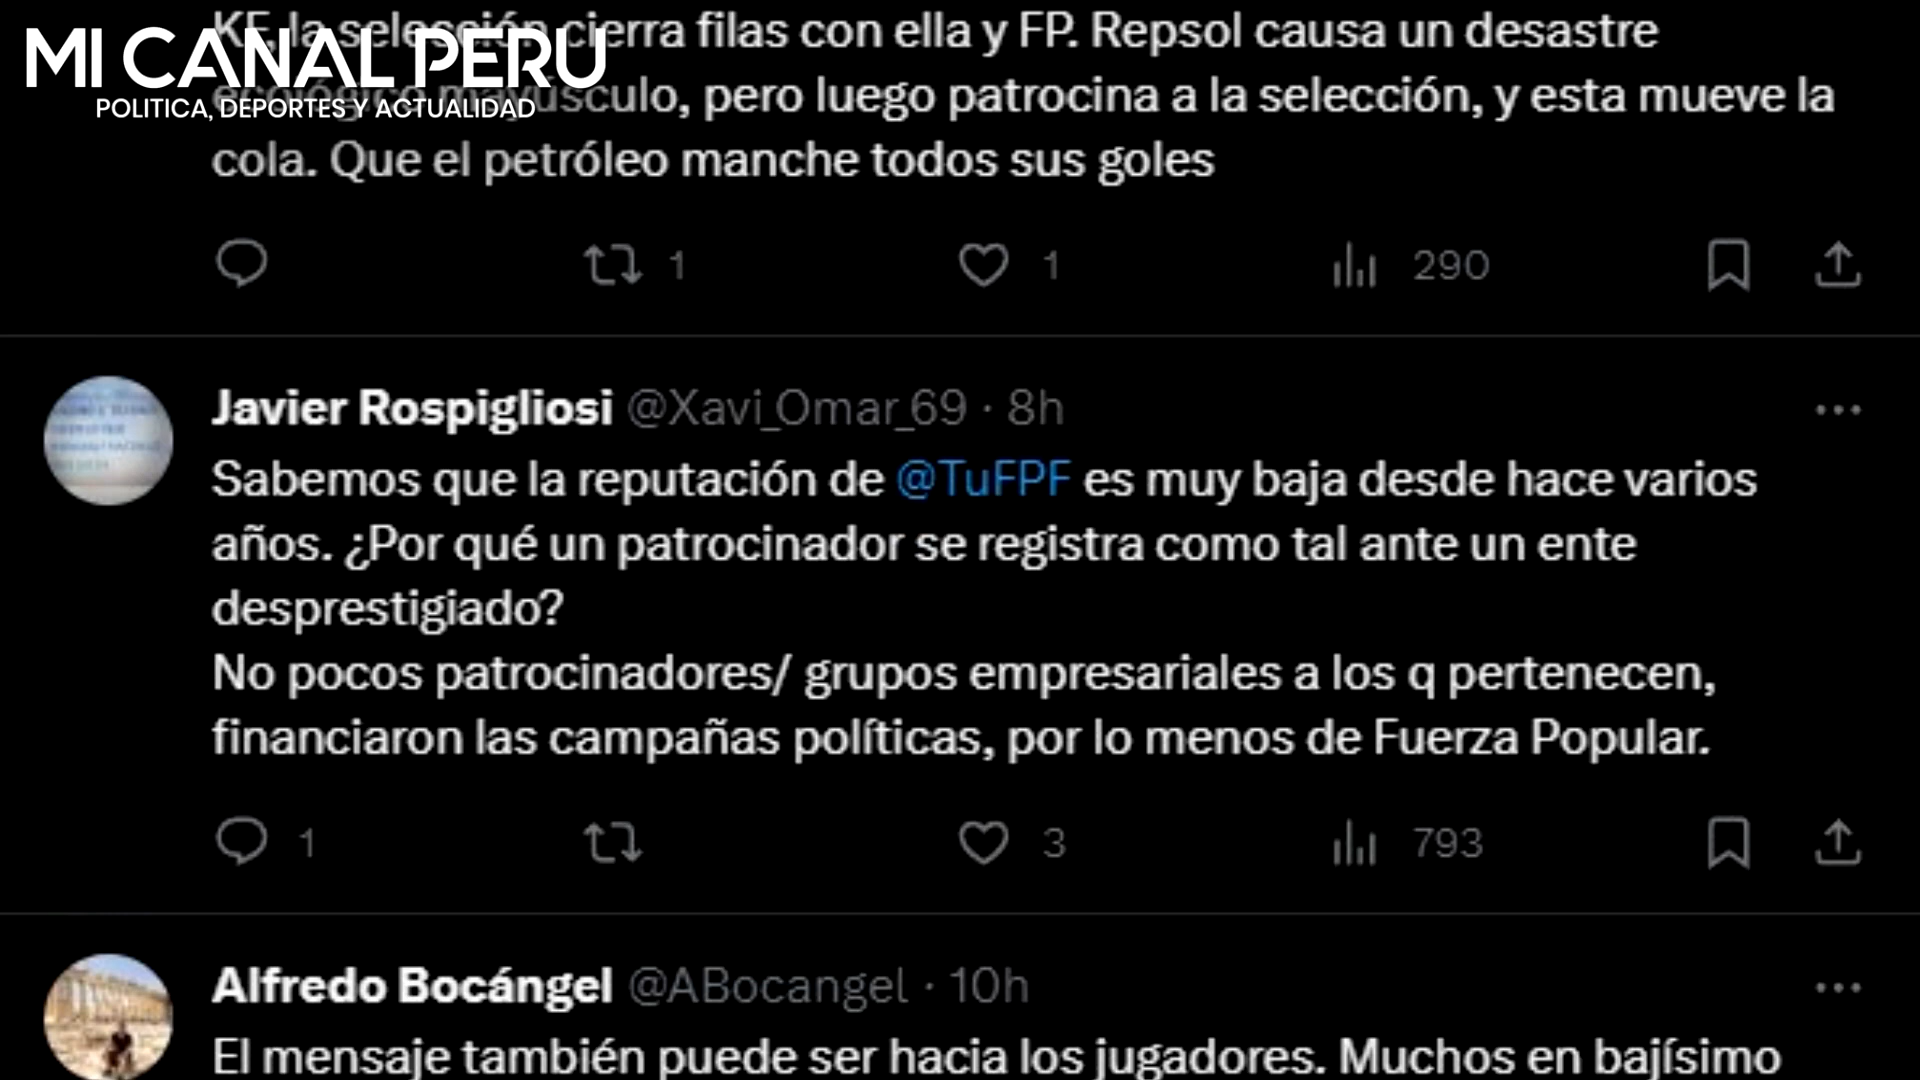 KF, la selección cierra filas con ella y FP. Repsol causa un desastre
MI CANAL PERU
ecológico mayúsculo, pero luego patrocina a la selección, y esta mueve la
POLITICA, DEPORTES Y ACTUALIDAD
cola. Que el petróleo manche todos sus goles
1 1 290
Javier Rospigliosi @Xavi_Omar_69 · 8h
Sabemos que la reputación de @TuFPF es muy baja desde hace varios
años. ¿Por qué un patrocinador se registra como tal ante un ente
desprestigiado?
No pocos patrocinadores/ grupos empresariales a los q pertenecen,
financiaron las campañas políticas, por lo menos de Fuerza Popular.
1 3 793
Alfredo Bocángel @ABocangel · 10h
El mensaje también puede ser hacia los jugadores. Muchos en bajísimo